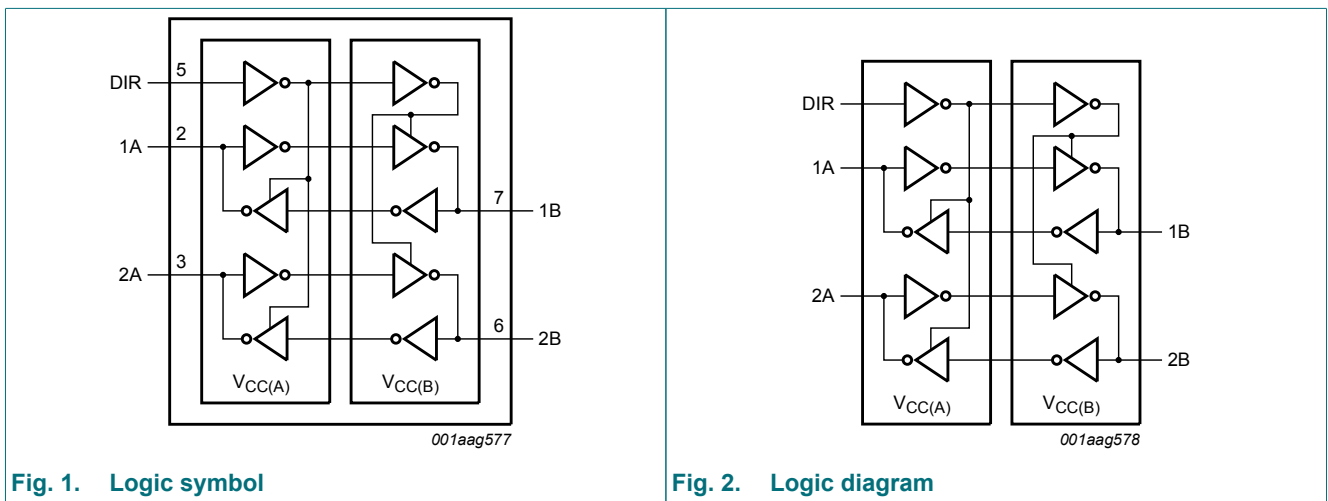 DIR 5
1A 2
7 1B
2A 3
6 2B
VCC(A) VCC(B)
001aag577
Fig. 1. Logic symbol
DIR
1A
1B
2A
2B
VCC(A) VCC(B)
001aag578
Fig. 2. Logic diagram